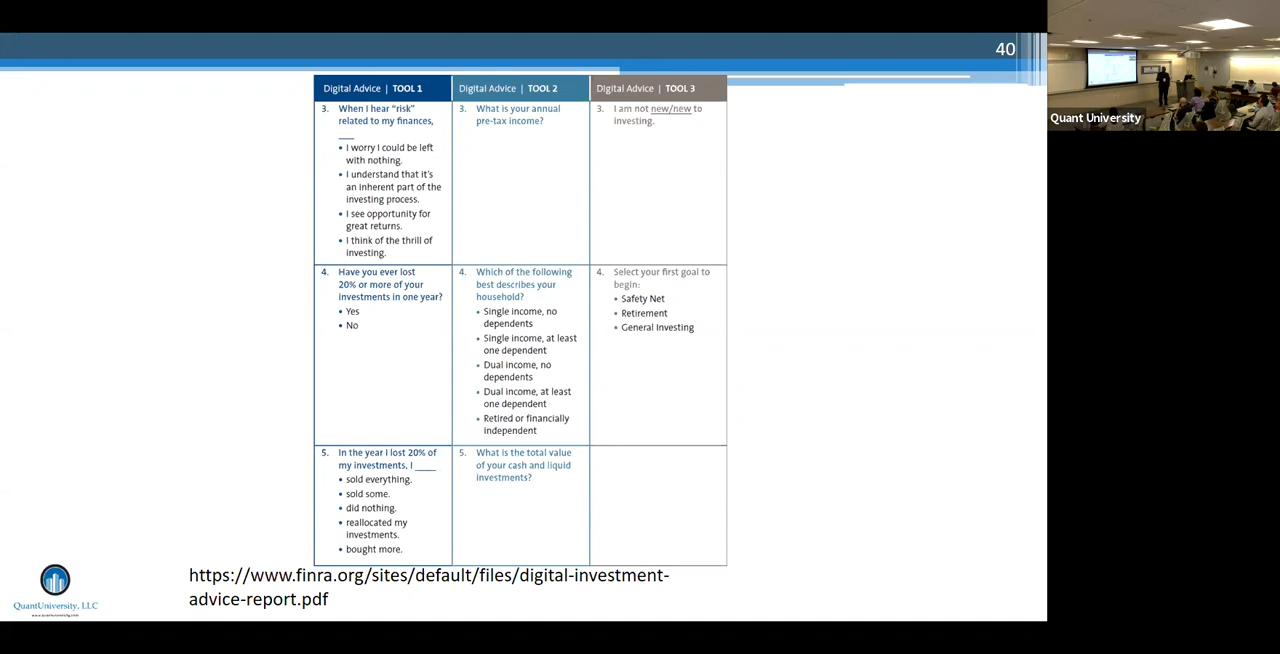 40
Digital Advice | TOOL 1
3. When I hear "risk"
related to my finances,
___
• I worry I could be left
with nothing.
• I understand that it's
an inherent part of the
investing process.
• I see opportunity for
great returns.
• I think of the thrill of
investing.
4. Have you ever lost
20% or more of your
investments in one year?
• Yes
• No
5. In the year I lost 20% of
my investments, I ____
• sold everything.
• sold some.
• did nothing.
• reallocated my
investments.
• bought more.
Digital Advice | TOOL 2
3. What is your annual
pre-tax income?
4. Which of the following
best describes your
household?
• Single income, no
dependents
• Single income, at least
one dependent
• Dual income, no
dependents
• Dual income, at least
one dependent
• Retired or financially
independent
5. What is the total value
of your cash and liquid
investments?
Digital Advice | TOOL 3
3. I am not new/new to
investing.
4. Select your first goal to
begin:
• Safety Net
• Retirement
• General Investing
https://www.finra.org/sites/default/files/digital-investment-
advice-report.pdf
QuantUniversity, LLC
www.quantuniversity.com
Quant University